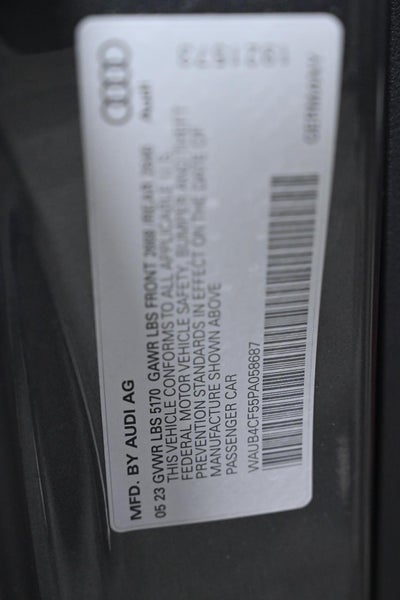 MFD. BY AUDI AG
05 23 GVWR LBS 5170 GAWR LBS FRONT 2668 REAR
THIS VEHICLE CONFORMS TO ALL APPLICABLE U.S.
FEDERAL MOTOR VEHICLE SAFETY, BUMPER AND THEFT
PREVENTION STANDARDS IN EFFECT ON THE DATE OF
MANUFACTURE SHOWN ABOVE
PASSENGER CAR
WAUB4CF55PA058687
Audi